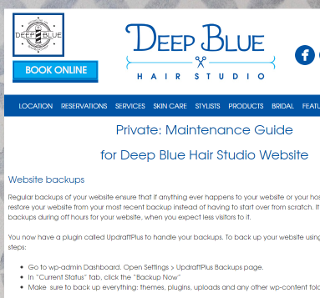 DEEP BLUE
BOOK ONLINE
DEEP BLUE
HAIR STUDIO
f
LOCATION RESERVATIONS SERVICES SKIN CARE STYLISTS PRODUCTS BRIDAL FEATU
Private: Maintenance Guide
for Deep Blue Hair Studio Website
Website backups
Regular backups of your website ensure that if anything ever happens to your website or your hos
restore your website from your most recent backup instead of having to start over from scratch. If
backups during off hours for your website, when you expect less visitors to it.
You now have a plugin called UpdraftPlus to handle your backups. To back up your website using
steps:
Go to wp-admin Dashboard. Open Settings > UpdraftPlus Backups page.
In "Current Status" tab, click the "Backup Now"
Make sure to back up everything: themes, plugins, uploads and any other wp-content fold